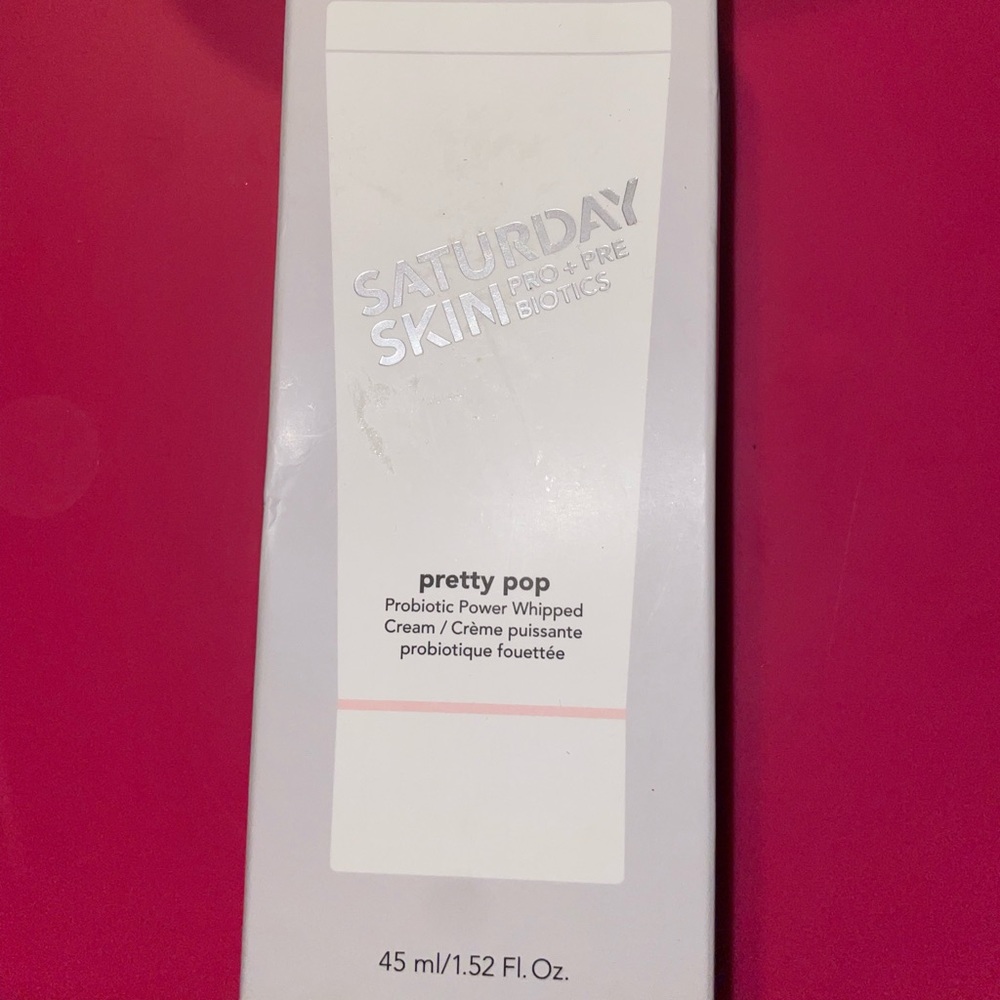 SATURDAY
SKIN PRO + PRE
BIOTICS
pretty pop
Probiotic Power Whipped
Cream / Crème puissante
probiotique fouettée
45 ml/1.52 Fl. Oz.